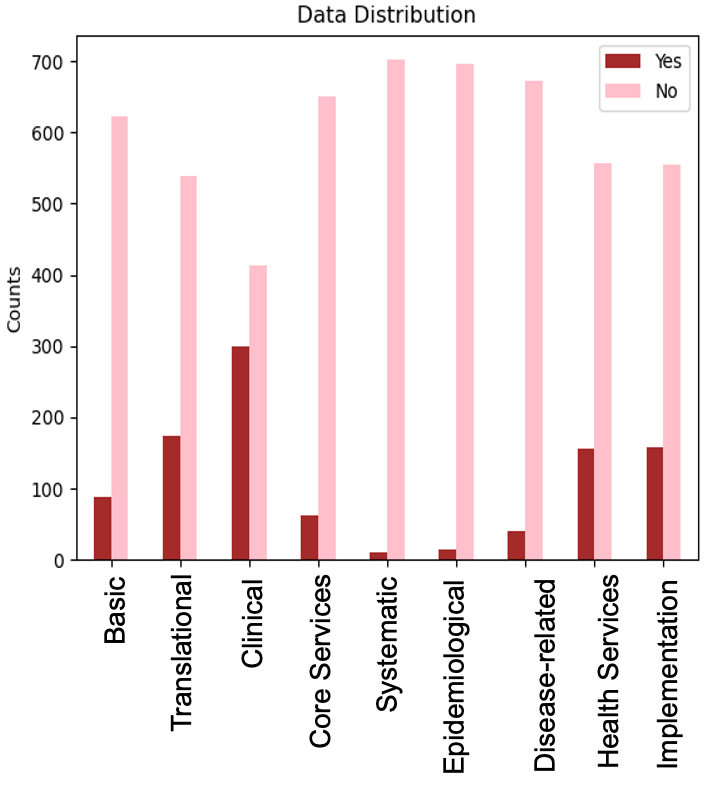 Data Distribution
Yes
No
Counts
700
600
500
400
300
200
100
0
Basic
Translational
Clinical
Core Services
Systematic
Epidemiological
Disease-related
Health Services
Implementation